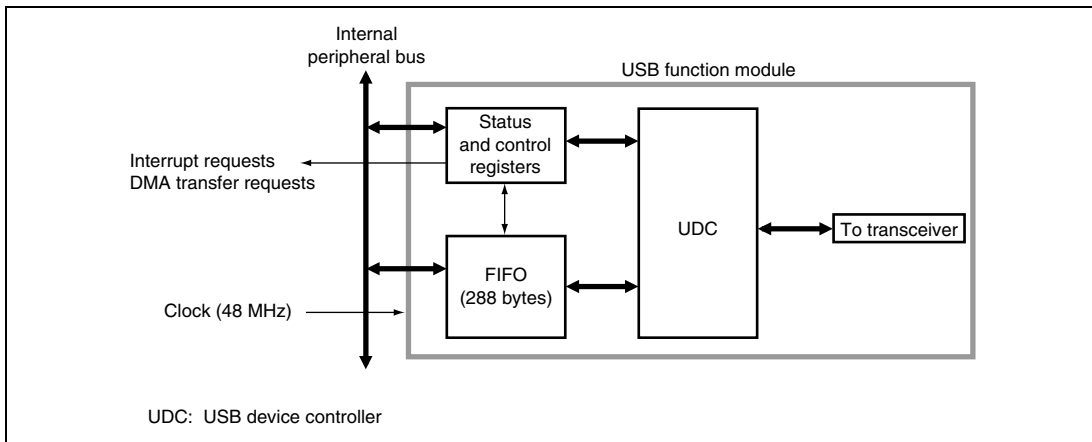 Internal
peripheral bus
USB function module
Status
and control
registers
Interrupt requests
DMA transfer requests
UDC
To transceiver
FIFO
(288 bytes)
Clock (48 MHz)
UDC: USB device controller